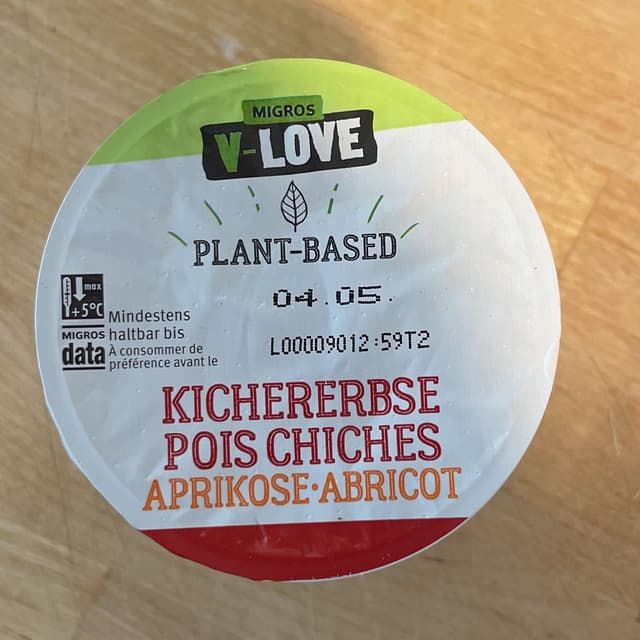 MIGROS
V-LOVE
PLANT-BASED
04.05.
max
+5°C
MIGROS
data
Mindestens
haltbar bis
À consommer de
préférence avant le
L00009012:59T2
KICHERERBSE
POIS CHICHES
APRIKOSE·ABRICOT